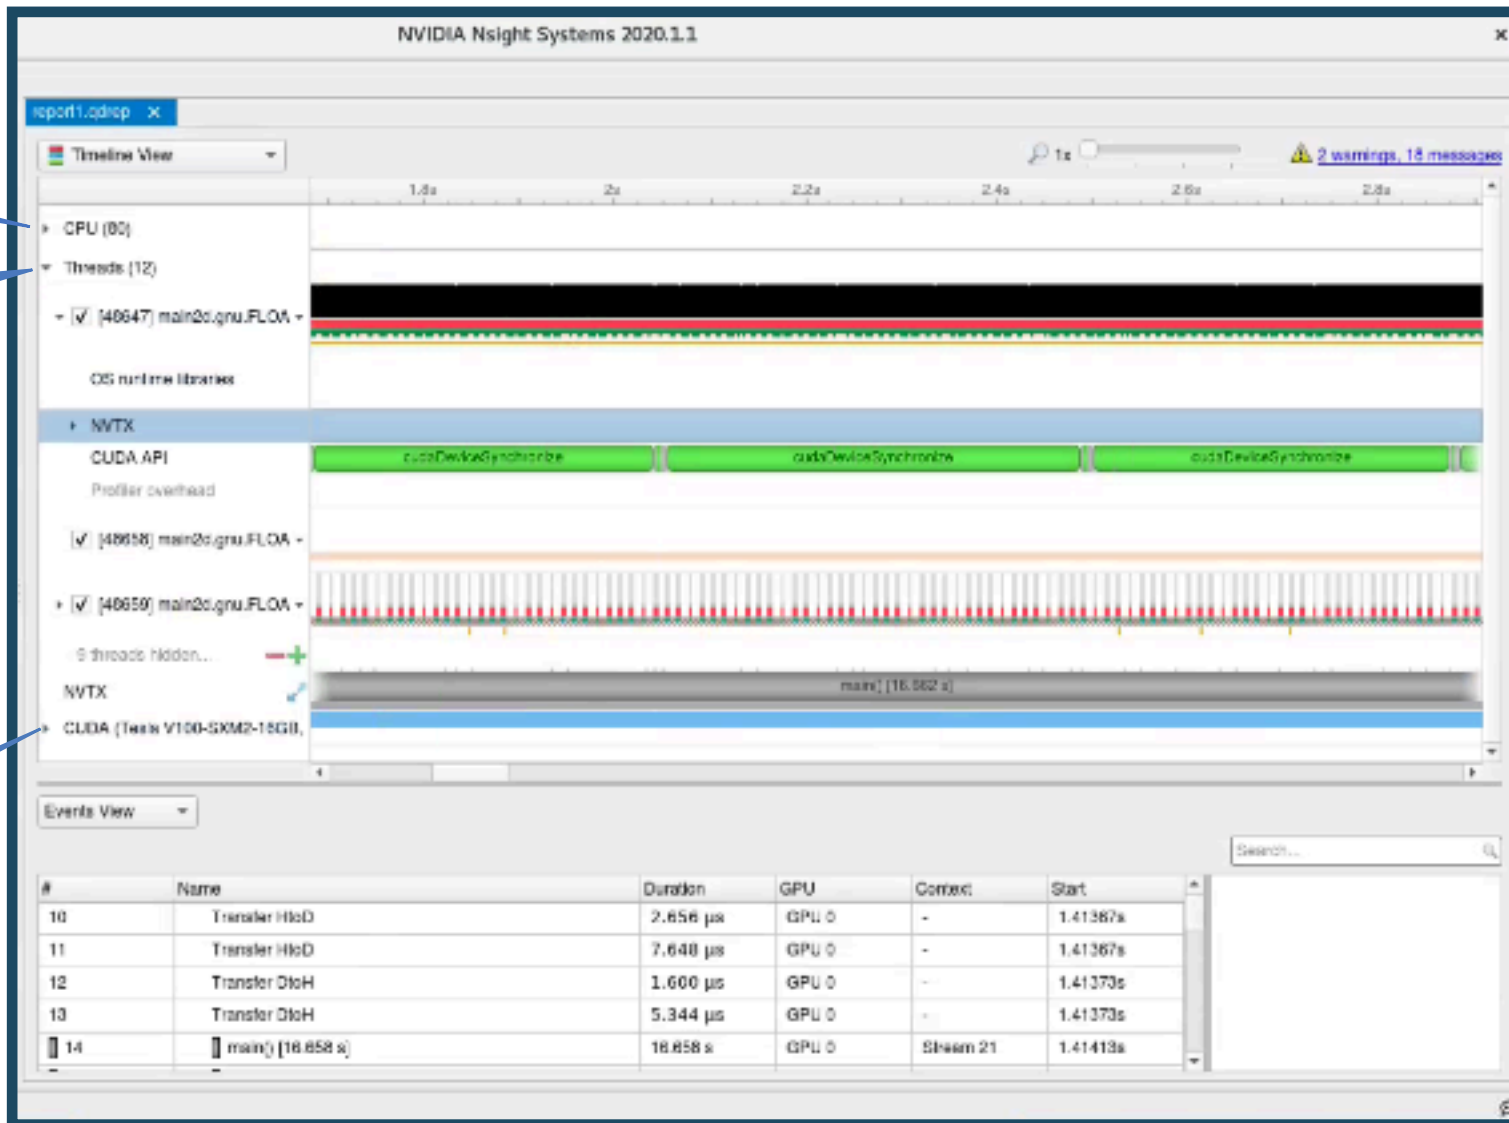 NVIDIA Nsight Systems 2020.1.1
report1.qdrep
Timeline View
1x
2 warnings, 18 messages
1.8s 2s 2.2s 2.4s 2.6s 2.8s
CPU (80)
Threads (12)
[48647] main2d.gnu.FLOA
OS runtime libraries
NVTX
CUDA API cudaDeviceSynchronize cudaDeviceSynchronize cudaDeviceSynchronize
Profiler overhead
[48658] main2d.gnu.FLOA
[48659] main2d.gnu.FLOA
9 threads hidden...
NVTX main() [16.662 s]
CUDA (Tesla V100-SXM2-16GB,
Events View
Search...
# Name Duration GPU Context Start
10 Transfer HtoD 2.656 μs GPU 0 - 1.41367s
11 Transfer HtoD 7.648 μs GPU 0 - 1.41367s
12 Transfer DtoH 1.600 μs GPU 0 - 1.41373s
13 Transfer DtoH 5.344 μs GPU 0 - 1.41373s
14 main() [16.658 s] 16.658 s GPU 0 Stream 21 1.41413s